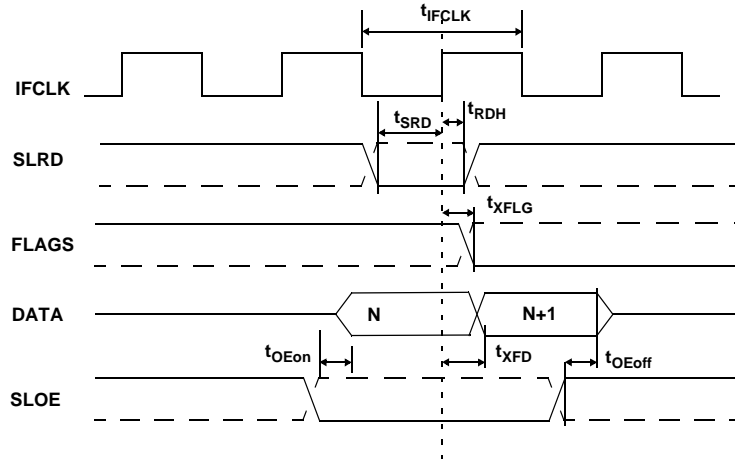 tIFCLK
IFCLK
tSRD
tRDH
SLRD
tXFLG
FLAGS
DATA
N
N+1
tOEon
tXFD
tOEoff
SLOE